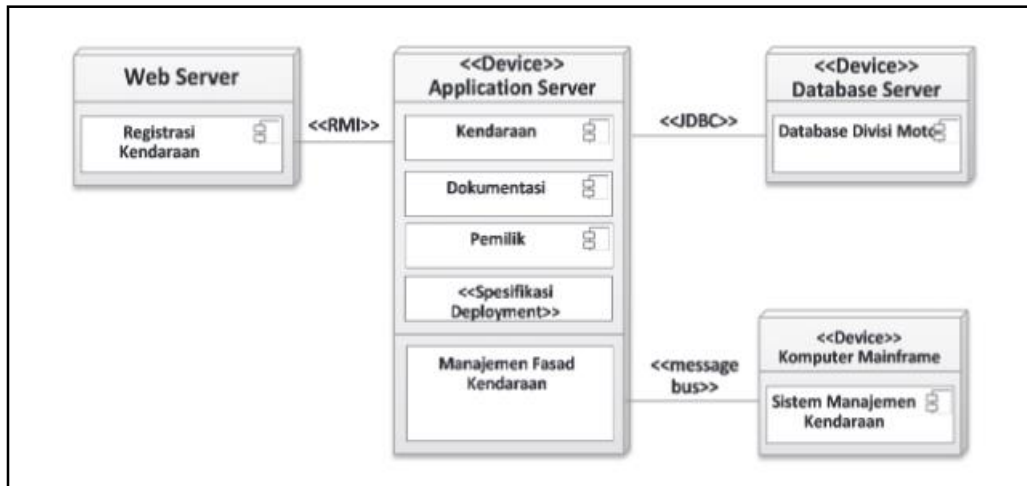 Web Server
Registrasi
Kendaraan
<<RMI>>
<<Device>>
Application Server
Kendaraan
Dokumentasi
Pemilik
<<Spesifikasi
Deployment>>
Manajemen Fasad
Kendaraan
<<JDBC>>
<<Device>>
Database Server
Database Divisi Motor
<<message
bus>>
<<Device>>
Komputer Mainframe
Sistem Manajemen
Kendaraan